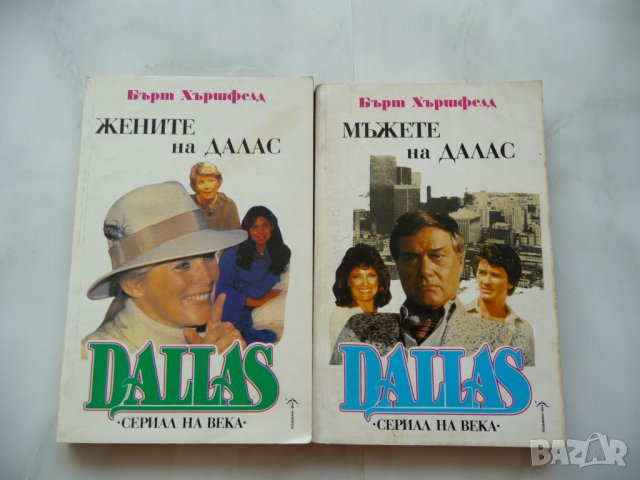 Бърт Хършфелд
ЖЕНИТЕ
на ДАЛАС
DALLAS
·СЕРИАЛ НА ВЕКА·
Бърт Хършфелд
МЪЖЕТЕ
на ДАЛАС
DALLAS
·СЕРИАЛ НА ВЕКА·
BAZAR